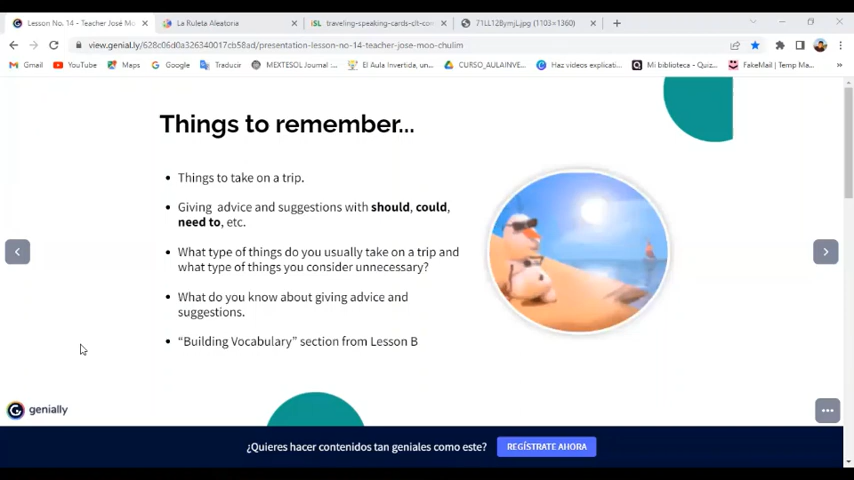 Lesson No. 14 - Teacher José Mo
La Ruleta Aleatoria
iSL traveling-speaking-cards-clt-com
71LL12BymjL.jpg (1103×1360)
view.genial.ly/628c06d0a326340017cb58ad/presentation-lesson-no-14-teacher-jose-moo-chulim
Gmail YouTube Maps Google Traducir MEXTESOL Journal :... El Aula Invertida, un... CURSO_AULAINVE... Haz videos explicati... Mi biblioteca - Quiz... FakeMail | Temp Ma... »
Things to remember...
• Things to take on a trip.
• Giving advice and suggestions with should, could,
need to, etc.
• What type of things do you usually take on a trip and
what type of things you consider unnecessary?
• What do you know about giving advice and
suggestions.
• “Building Vocabulary” section from Lesson B
genially
¿Quieres hacer contenidos tan geniales como este? REGÍSTRATE AHORA